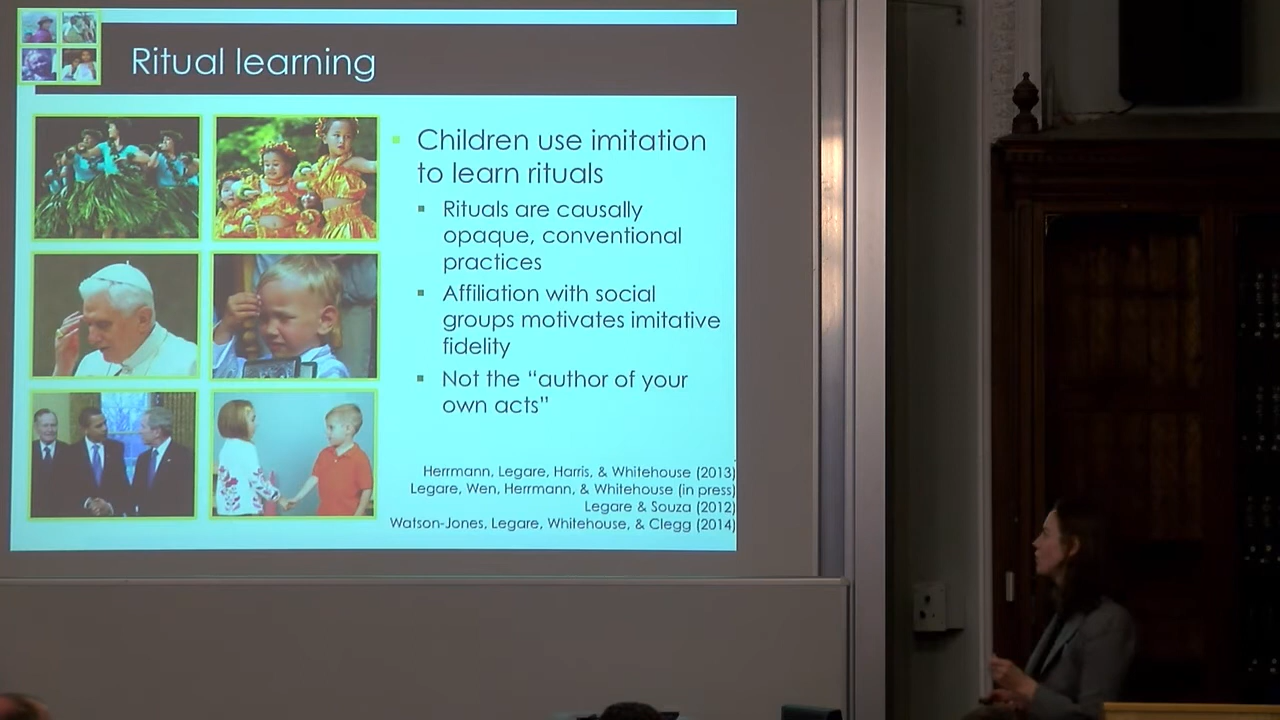 Ritual learning
Children use imitation
to learn rituals
Rituals are causally
opaque, conventional
practices
Affiliation with social
groups motivates imitative
fidelity
Not the “author of your
own acts”
Herrmann, Legare, Harris, & Whitehouse (2013)
Legare, Wen, Herrmann, & Whitehouse (in press)
Legare & Souza (2012)
Watson-Jones, Legare, Whitehouse, & Clegg (2014)